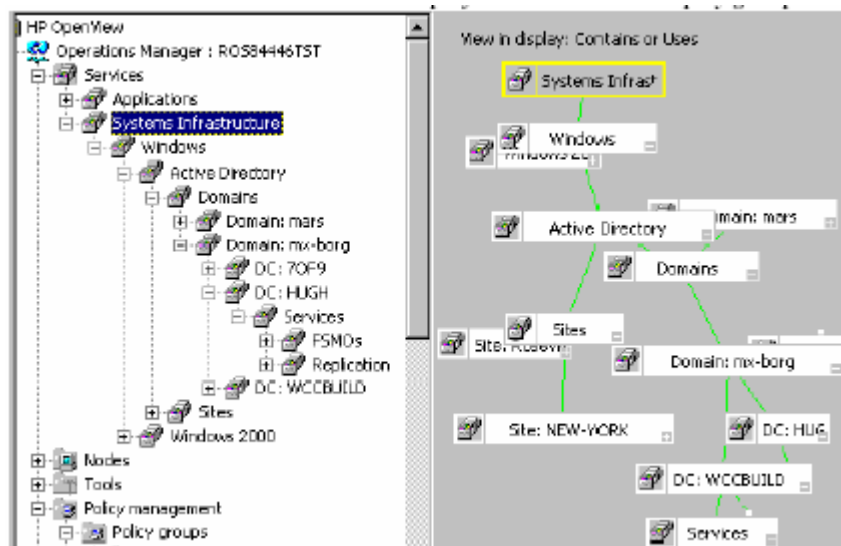 HP OpenView
Operations Manager : ROS84446TST
Services
Applications
Systems Infrastructure
Windows
Active Directory
Domains
Domain: mars
Domain: mx-borg
DC: 7OF9
DC: HUGH
Services
FSMOs
Replication
DC: WCCBUILD
Sites
Windows 2000
Nodes
Tools
Policy management
Policy groups
View in display: Contains or Uses
Systems Infrast
Windows
Active Directory
main: mars
Domains
Sites
Site:
Domain: mx-borg
Site: NEW-YORK
DC: HUG
DC: WCCBUILD
Services